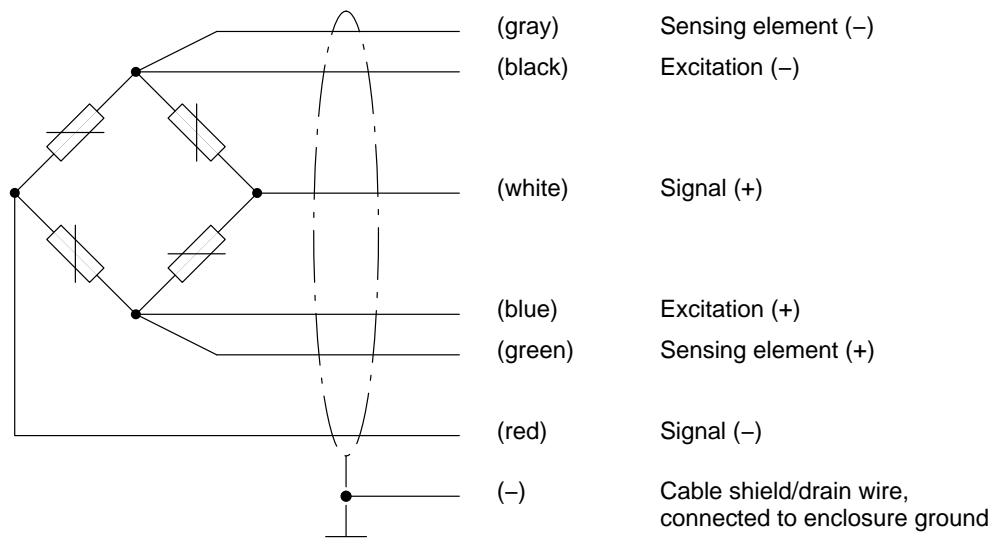 (gray) Sensing element (−)
(black) Excitation (−)
(white) Signal (+)
(blue) Excitation (+)
(green) Sensing element (+)
(red) Signal (−)
(−) Cable shield/drain wire,
connected to enclosure ground